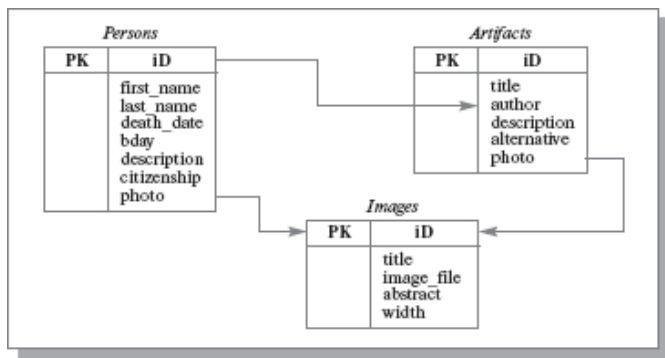 Persons
PK iD
first_name
last_name
death_date
bday
description
citizenship
photo
Artifacts
PK iD
title
author
description
alternative
photo
Images
PK iD
title
image_file
abstract
width